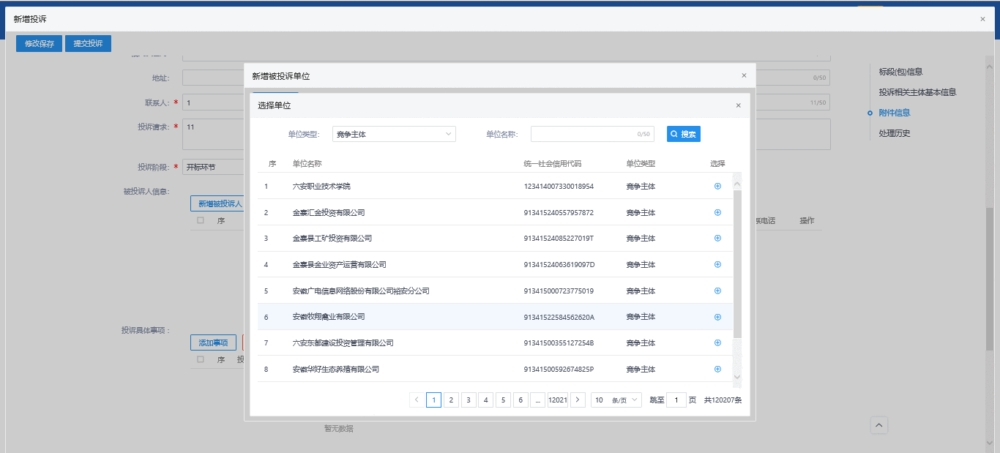 新增投诉
修改保存 提交投诉
地址: 0/50
联系人: * 1 11/50
投诉请求: * 11
投诉阶段: * 开标环节
被投诉人信息:
新增被投诉人
序 系电话 操作
投诉具体事项:
添加事项
序 投
暂无数据
标段(包)信息
投诉相关主体基本信息
附件信息
处理历史
新增被投诉单位
选择单位
单位类型: 竞争主体 单位名称: 0/50 搜索
序 单位名称 统一社会信用代码 单位类型 选择
1 六安职业技术学院 123414007330018954 竞争主体
2 金寨汇金投资有限公司 913415240557957872 竞争主体
3 金寨县工矿投资有限公司 91341524085227019T 竞争主体
4 金寨县金业资产运营有限公司 91341524063619097D 竞争主体
5 安徽广电信息网络股份有限公司裕安分公司 913415000723775019 竞争主体
6 安徽牧翔禽业有限公司 91341522584562620A 竞争主体
7 六安东都建设投资管理有限公司 91341500355127254B 竞争主体
8 安徽华好生态养殖有限公司 91341500592674825P 竞争主体
1 2 3 4 5 6 ... 12021 10 条/页 跳至 1 页 共120207条